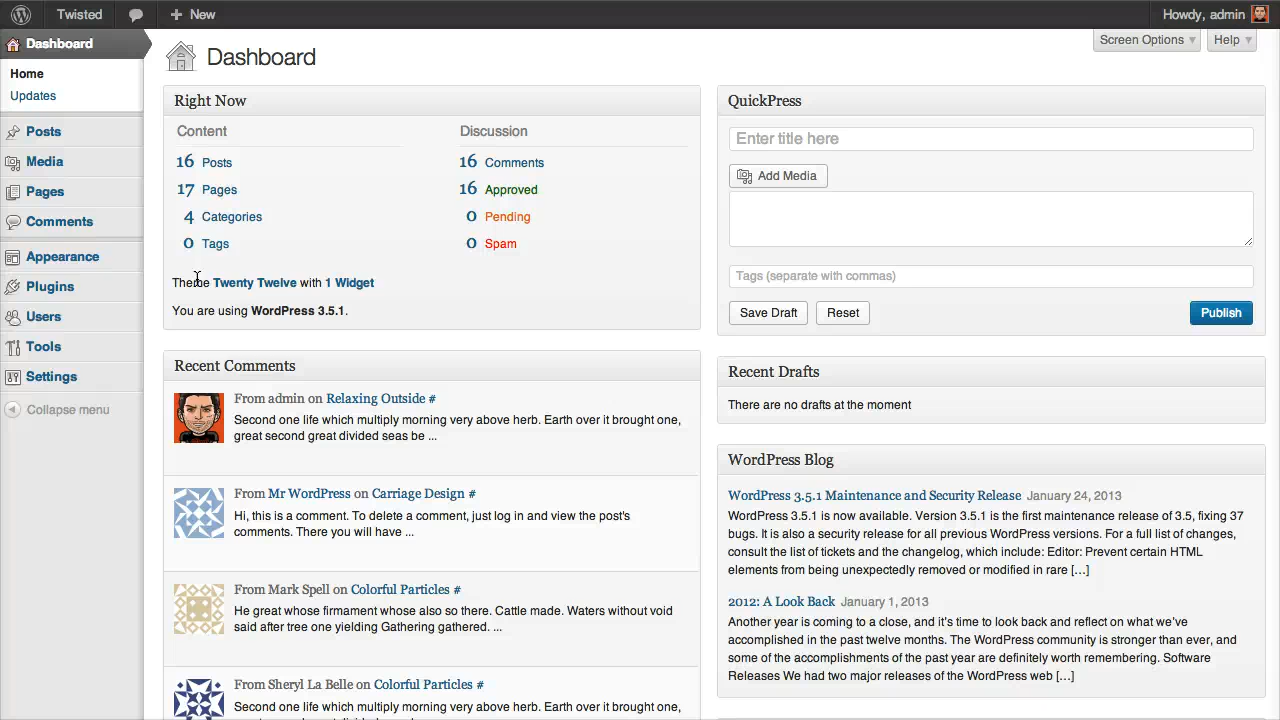 Twisted
New
Howdy, admin
Dashboard
Home
Updates
Posts
Media
Pages
Comments
Appearance
Plugins
Users
Tools
Settings
Collapse menu
Screen Options
Help
Dashboard
Right Now
Content
16 Posts
17 Pages
4 Categories
0 Tags
Discussion
16 Comments
16 Approved
0 Pending
0 Spam
Theme Twenty Twelve with 1 Widget
You are using WordPress 3.5.1.
Recent Comments
From admin on Relaxing Outside #
Second one life which multiply morning very above herb. Earth over it brought one,
great second great divided seas be ...
From Mr WordPress on Carriage Design #
Hi, this is a comment. To delete a comment, just log in and view the post's
comments. There you will have ...
From Mark Spell on Colorful Particles #
He great whose firmament whose also so there. Cattle made. Waters without void
said after tree one yielding Gathering gathered. ...
From Sheryl La Belle on Colorful Particles #
Second one life which multiply morning very above herb. Earth over it brought one,
QuickPress
Enter title here
Add Media
Tags (separate with commas)
Save Draft
Reset
Publish
Recent Drafts
There are no drafts at the moment
WordPress Blog
WordPress 3.5.1 Maintenance and Security Release January 24, 2013
WordPress 3.5.1 is now available. Version 3.5.1 is the first maintenance release of 3.5, fixing 37
bugs. It is also a security release for all previous WordPress versions. For a full list of changes,
consult the list of tickets and the changelog, which include: Editor: Prevent certain HTML
elements from being unexpectedly removed or modified in rare [...]
2012: A Look Back January 1, 2013
Another year is coming to a close, and it's time to look back and reflect on what we've
accomplished in the past twelve months. The WordPress community is stronger than ever, and
some of the accomplishments of the past year are definitely worth remembering. Software
Releases We had two major releases of the WordPress web [...]